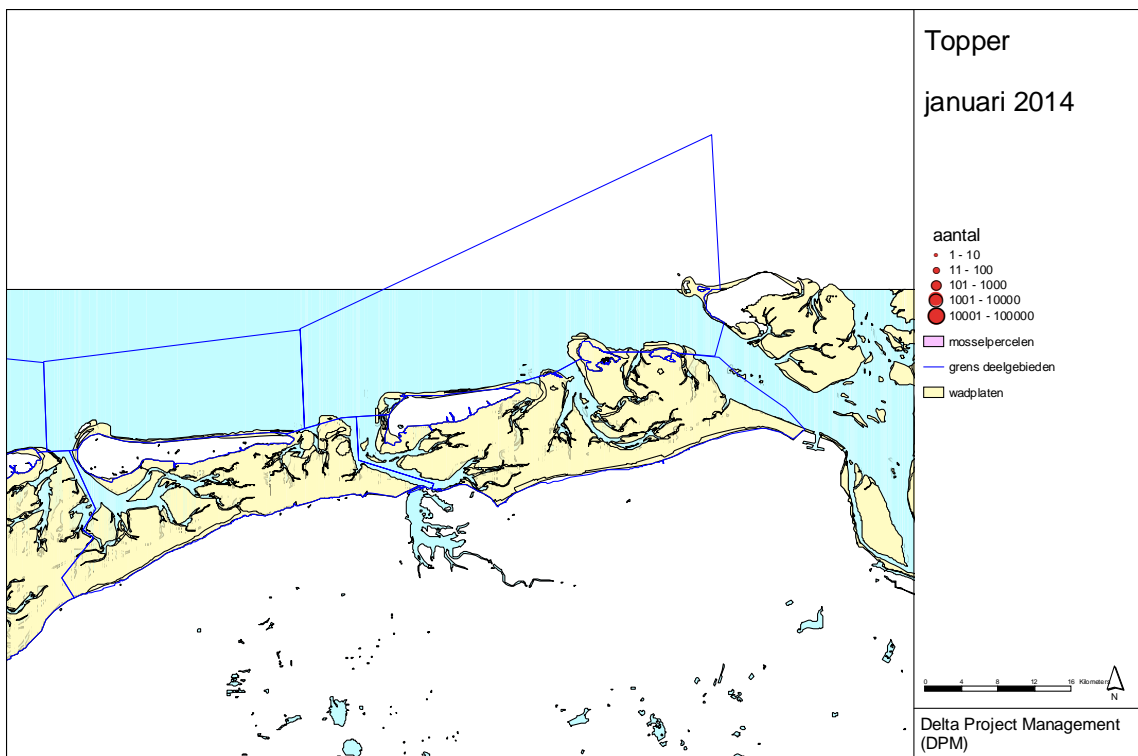 Topper
januari 2014
aantal
1 - 10
11 - 100
101 - 1000
1001 - 10000
10001 - 100000
mosselpercelen
grens deelgebieden
wadplaten
0 4 8 12 16 Kilometers
N
Delta Project Management
(DPM)